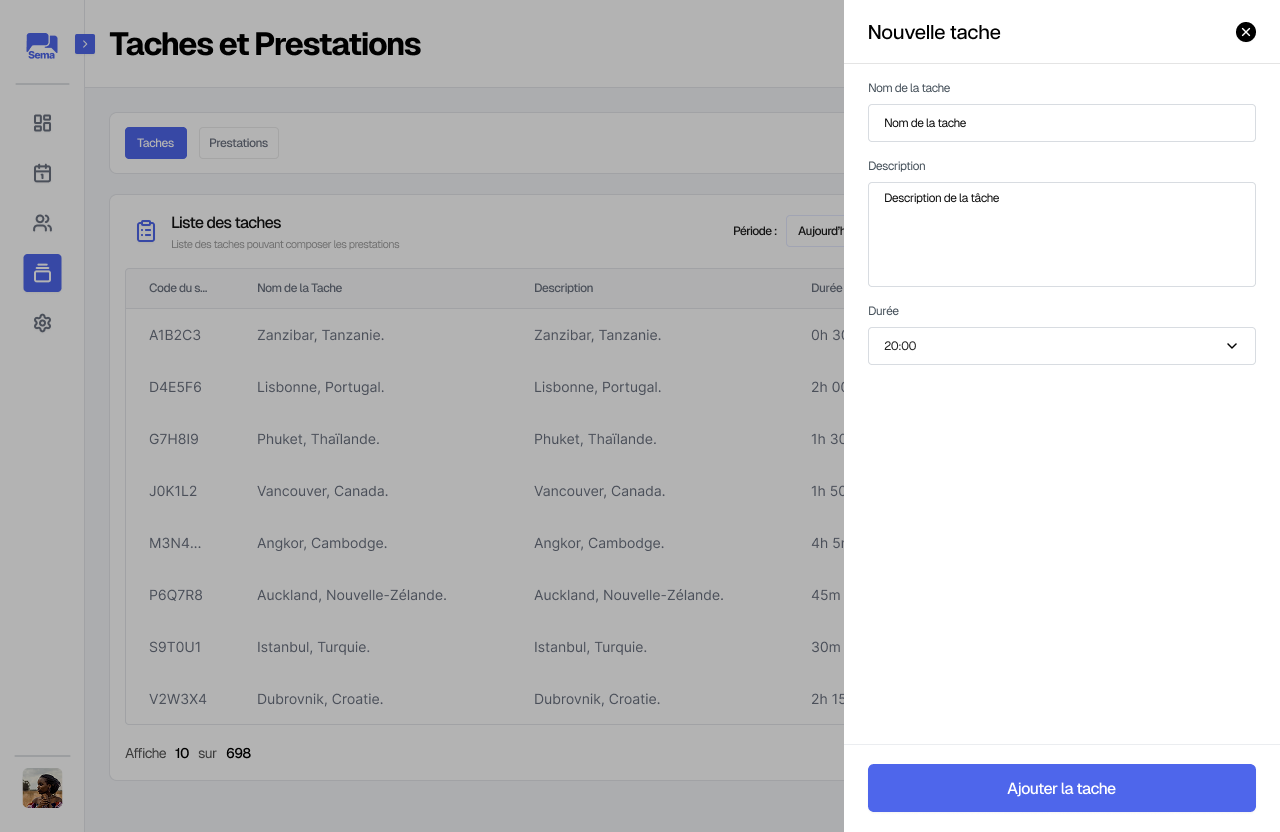 Sema
Taches et Prestations
Taches
Prestations
Liste des taches
Liste des taches pouvant composer les prestations
Période :
Aujourd'h
Code du s...
Nom de la Tache
Description
Durée
A1B2C3
Zanzibar, Tanzanie.
Zanzibar, Tanzanie.
0h 30
D4E5F6
Lisbonne, Portugal.
Lisbonne, Portugal.
2h 00
G7H8I9
Phuket, Thaïlande.
Phuket, Thaïlande.
1h 30
J0K1L2
Vancouver, Canada.
Vancouver, Canada.
1h 50
M3N4...
Angkor, Cambodge.
Angkor, Cambodge.
4h 5m
P6Q7R8
Auckland, Nouvelle-Zélande.
Auckland, Nouvelle-Zélande.
45m
S9T0U1
Istanbul, Turquie.
Istanbul, Turquie.
30m
V2W3X4
Dubrovnik, Croatie.
Dubrovnik, Croatie.
2h 15
Affiche 10 sur 698
Nouvelle tache
Nom de la tache
Nom de la tache
Description
Description de la tâche
Durée
20:00
Ajouter la tache